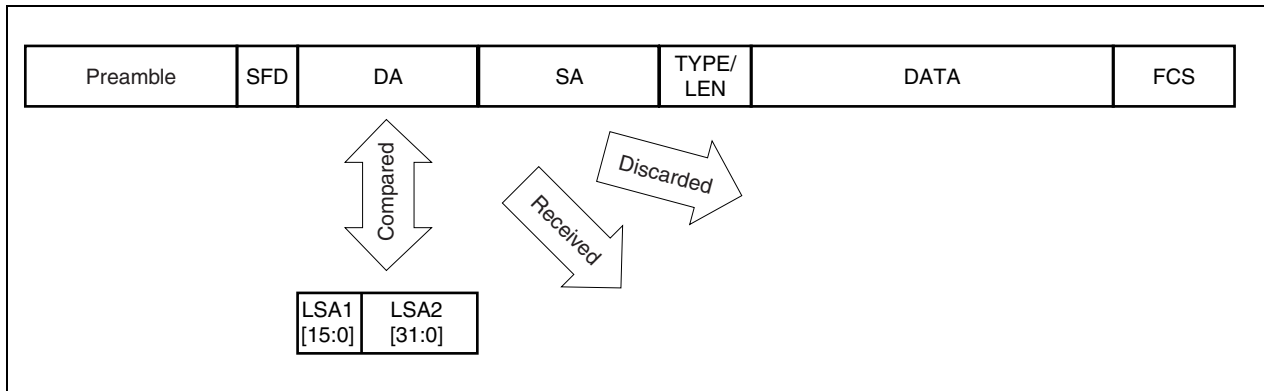 Preamble
SFD
DA
SA
TYPE/
LEN
DATA
FCS
Compared
Received
Discarded
LSA1
[15:0]
LSA2
[31:0]